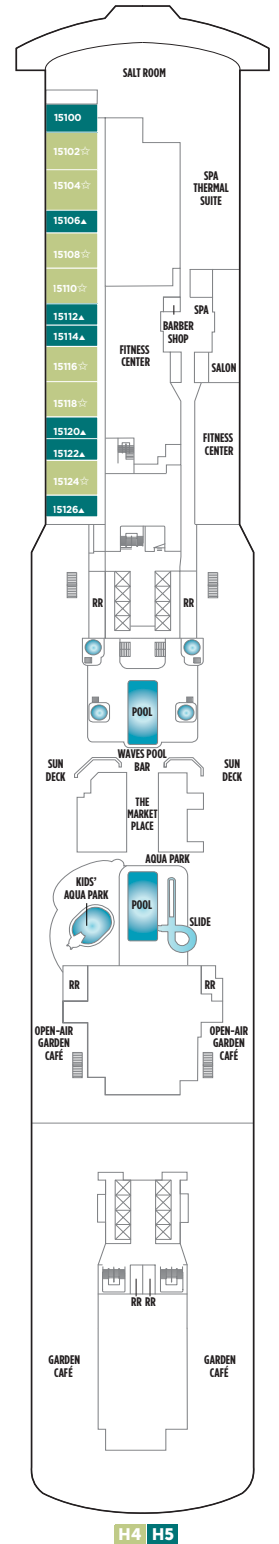 SALT ROOM
15100
15102☆
15104☆
SPA
THERMAL
SUITE
15106▲
15108☆
15110☆
15112▲
15114▲
15116☆
15118☆
15120▲
15122▲
15124☆
15126▲
SPA
BARBER
SHOP
FITNESS
CENTER
SALON
FITNESS
CENTER
RR
RR
POOL
WAVES POOL
BAR
SUN
DECK
SUN
DECK
THE
MARKET
PLACE
AQUA PARK
KIDS'
AQUA PARK
POOL
SLIDE
RR
RR
OPEN-AIR
GARDEN
CAFÉ
OPEN-AIR
GARDEN
CAFÉ
RR RR
GARDEN
CAFÉ
GARDEN
CAFÉ
H4 H5